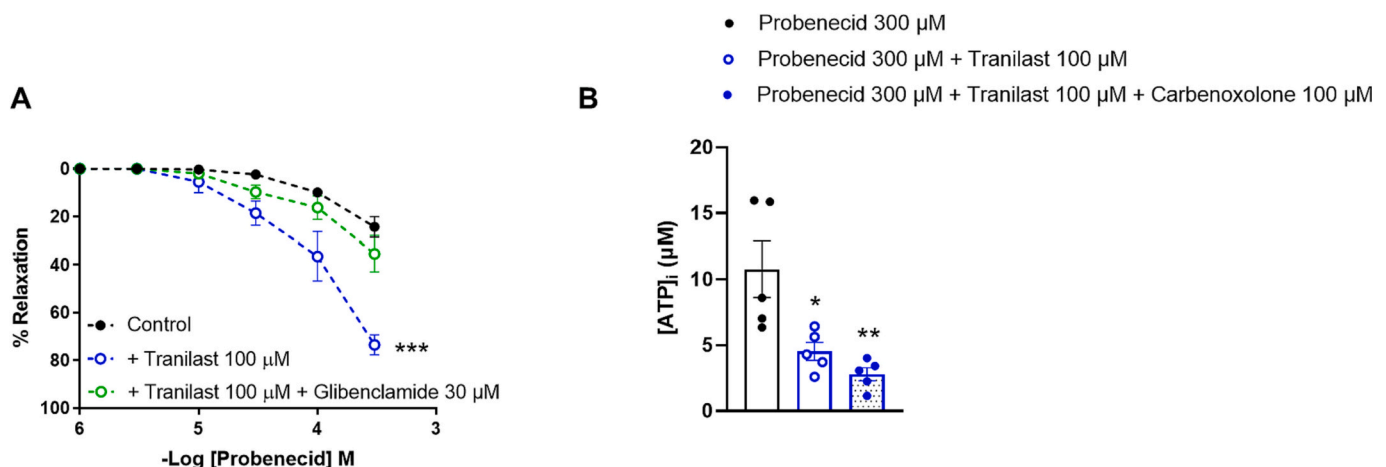 Probenecid 300 µM
Probenecid 300 µM + Tranilast 100 µM
Probenecid 300 µM + Tranilast 100 µM + Carbenoxolone 100 µM
A
0
20
40
60
80
100
% Relaxation
Control
+ Tranilast 100 µM
+ Tranilast 100 µM + Glibenclamide 30 µM
***
6 5 4 3
-Log [Probenecid] M
B
20
15
10
5
0
[ATP]i (µM)
*
**